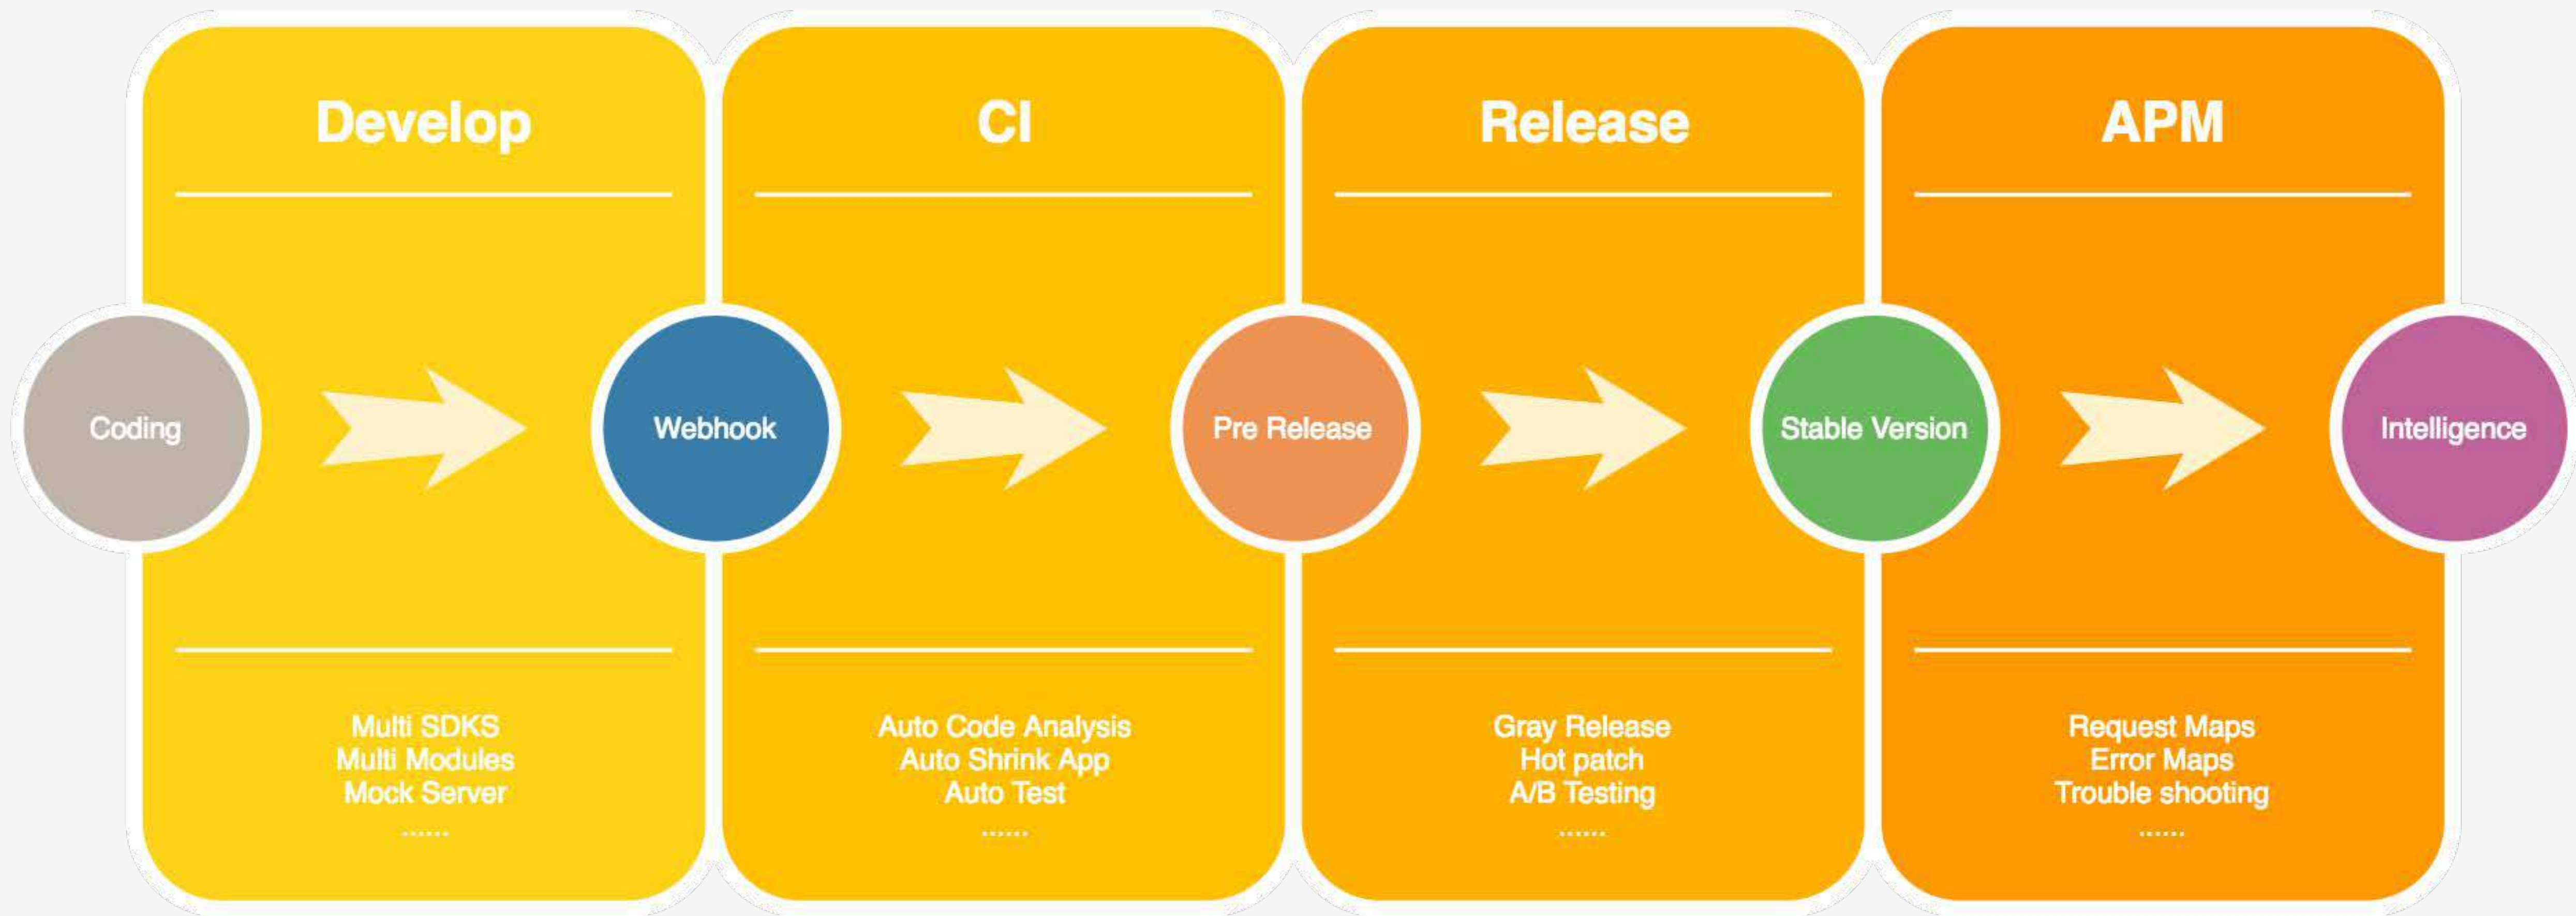 Develop
CI
Release
APM
Coding
Webhook
Pre Release
Stable Version
Intelligence
Multi SDKS
Multi Modules
Mock Server
......
Auto Code Analysis
Auto Shrink App
Auto Test
......
Gray Release
Hot patch
A/B Testing
......
Request Maps
Error Maps
Trouble shooting
......